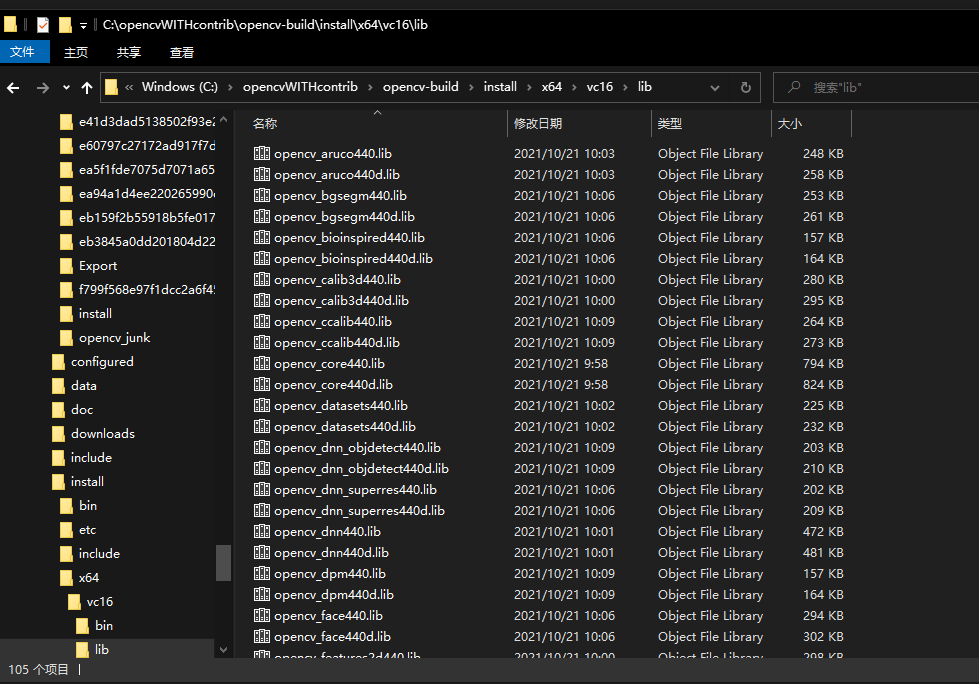 C:\opencvWITHcontrib\opencv-build\install\x64\vc16\lib
文件 主页 共享 查看
« Windows (C:) › opencvWITHcontrib › opencv-build › install › x64 › vc16 › lib 搜索"lib"
名称 修改日期 类型 大小
e41d3dad5138502f93e2
e60797c27172ad917f7d
ea5f1fde7075d7071a65
ea94a1d4ee220265990
eb159f2b55918b5fe017
eb3845a0dd201804d22
Export
f799f568e97f1dcc2a6f45
install
opencv_junk
configured
data
doc
downloads
include
install
bin
etc
include
x64
vc16
bin
lib
opencv_aruco440.lib 2021/10/21 10:03 Object File Library 248 KB
opencv_aruco440d.lib 2021/10/21 10:03 Object File Library 258 KB
opencv_bgsegm440.lib 2021/10/21 10:06 Object File Library 253 KB
opencv_bgsegm440d.lib 2021/10/21 10:06 Object File Library 261 KB
opencv_bioinspired440.lib 2021/10/21 10:06 Object File Library 157 KB
opencv_bioinspired440d.lib 2021/10/21 10:06 Object File Library 164 KB
opencv_calib3d440.lib 2021/10/21 10:00 Object File Library 280 KB
opencv_calib3d440d.lib 2021/10/21 10:00 Object File Library 295 KB
opencv_ccalib440.lib 2021/10/21 10:09 Object File Library 264 KB
opencv_ccalib440d.lib 2021/10/21 10:09 Object File Library 273 KB
opencv_core440.lib 2021/10/21 9:58 Object File Library 794 KB
opencv_core440d.lib 2021/10/21 9:58 Object File Library 824 KB
opencv_datasets440.lib 2021/10/21 10:02 Object File Library 225 KB
opencv_datasets440d.lib 2021/10/21 10:02 Object File Library 232 KB
opencv_dnn_objdetect440.lib 2021/10/21 10:09 Object File Library 203 KB
opencv_dnn_objdetect440d.lib 2021/10/21 10:09 Object File Library 210 KB
opencv_dnn_superres440.lib 2021/10/21 10:06 Object File Library 202 KB
opencv_dnn_superres440d.lib 2021/10/21 10:06 Object File Library 209 KB
opencv_dnn440.lib 2021/10/21 10:01 Object File Library 472 KB
opencv_dnn440d.lib 2021/10/21 10:01 Object File Library 481 KB
opencv_dpm440.lib 2021/10/21 10:09 Object File Library 157 KB
opencv_dpm440d.lib 2021/10/21 10:09 Object File Library 164 KB
opencv_face440.lib 2021/10/21 10:06 Object File Library 294 KB
opencv_face440d.lib 2021/10/21 10:06 Object File Library 302 KB
opencv_features2d440.lib 2021/10/21 10:00 Object File Library 298 KB
105 个项目